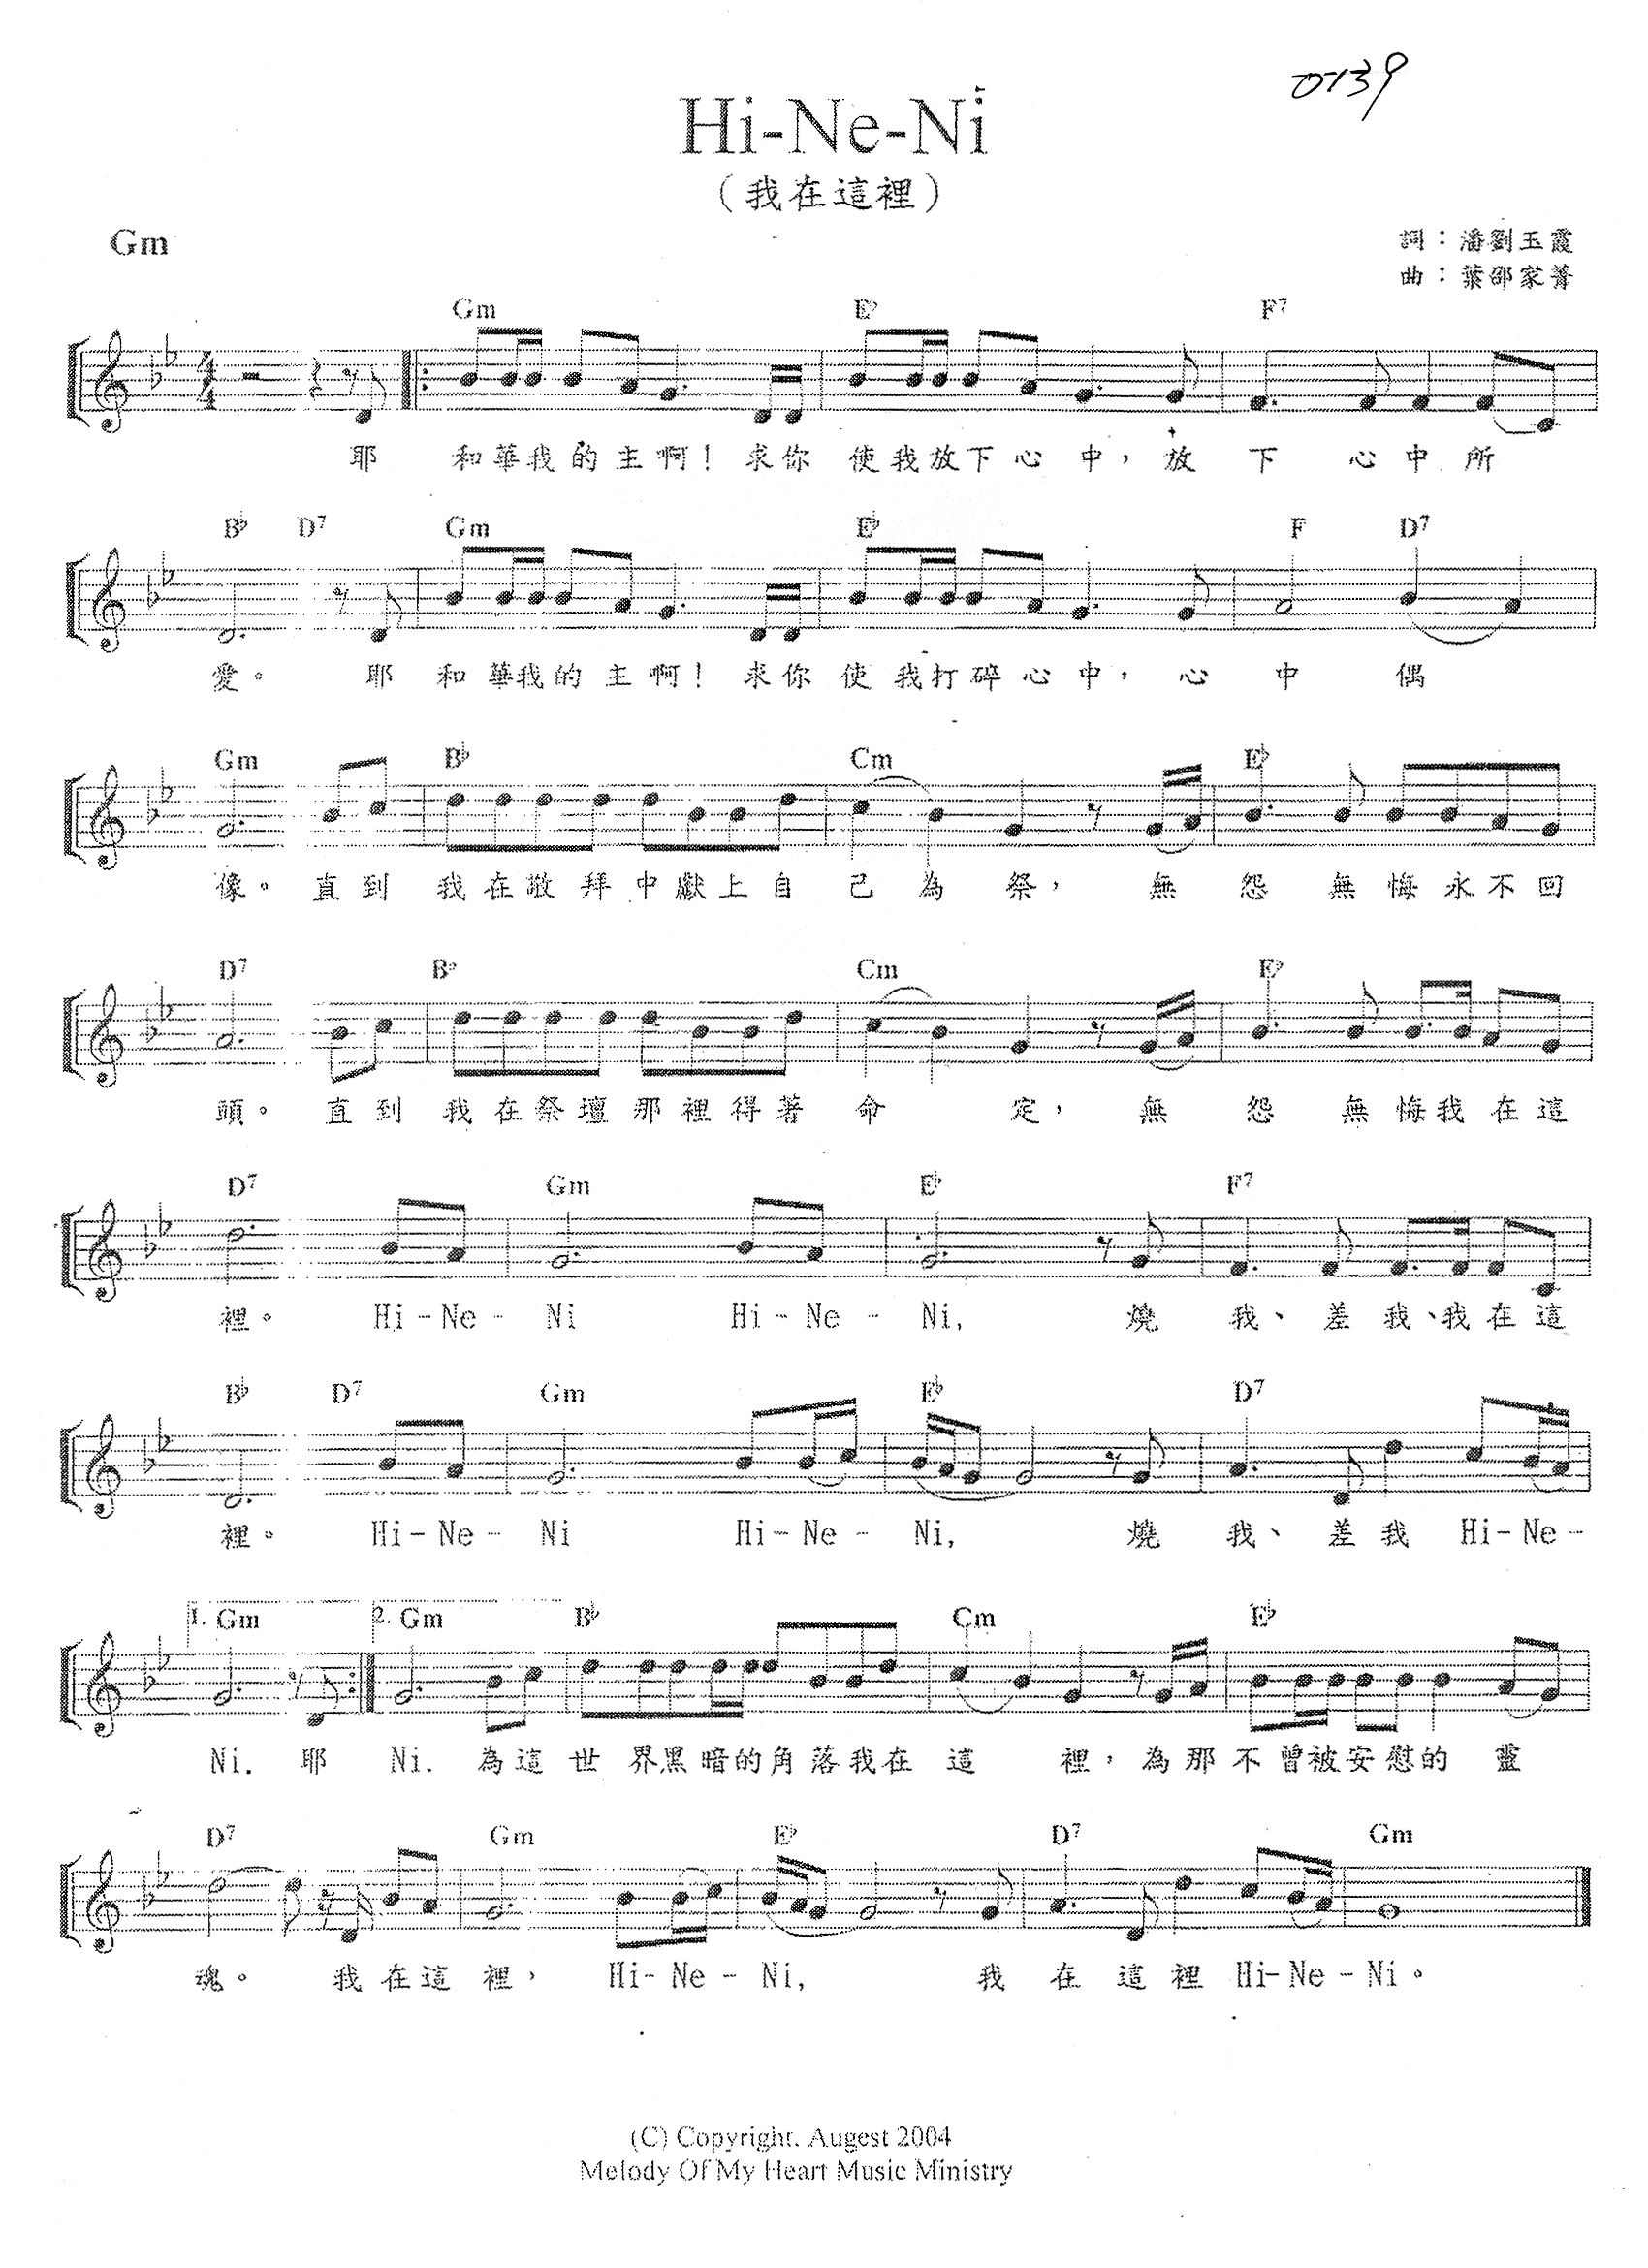 0139
Hi-Ne-Ni
(我在這裡)
Gm
詞：潘劉玉霞
曲：葉邵家菁
Gm E♭ F7
耶 和華我的主啊！求你 使我放下心中，放 下 心中所
B♭ D7 Gm E♭ F D7
愛。 耶 和華我的主啊！求你 使我打碎心中，心 中 偶
Gm B♭ Cm E♭
像。直到 我在敬拜中獻上自 己為祭， 無 怨 無悔永不回
D7 B♭ Cm E♭
頭。 直到 我在祭壇那裡得著 命 定， 無 怨 無悔我在這
D7 Gm E♭ F7
裡。 Hi-Ne- Ni Hi-Ne- Ni, 燒 我、差我、我在這
B♭ D7 Gm E♭ D7
裡。 Hi-Ne- Ni Hi-Ne- Ni, 燒 我、差我 Hi-Ne-
1. Gm 2. Gm B♭ Cm E♭
Ni. 耶 Ni. 為這世界黑暗的角落我在這 裡，為那不曾被安慰的 靈
D7 Gm E♭ D7 Gm
魂。 我在這裡， Hi-Ne-Ni, 我 在 這裡 Hi-Ne-Ni。
(C) Copyright. Augest 2004
Melody Of My Heart Music Ministry